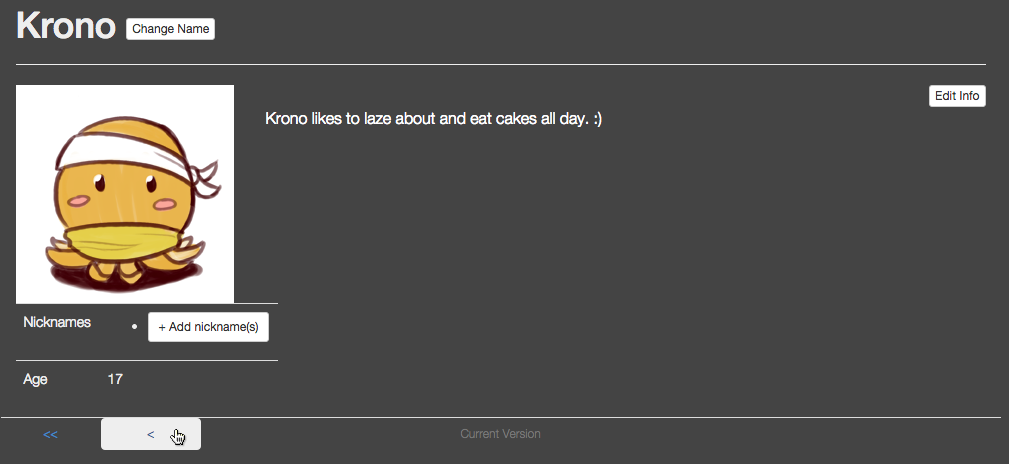 Krono Change Name
Edit Info
Krono likes to laze about and eat cakes all day. :)
Nicknames • + Add nickname(s)
Age 17
<< < Current Version